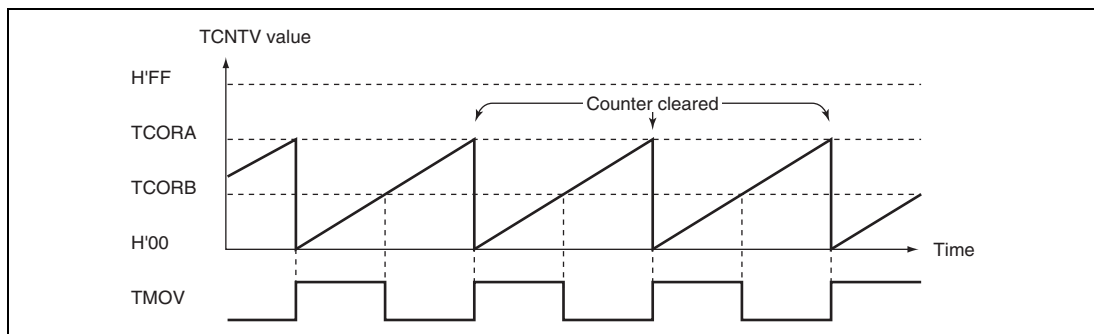 TCNTV value
H'FF
Counter cleared
TCORA
TCORB
H'00
Time
TMOV